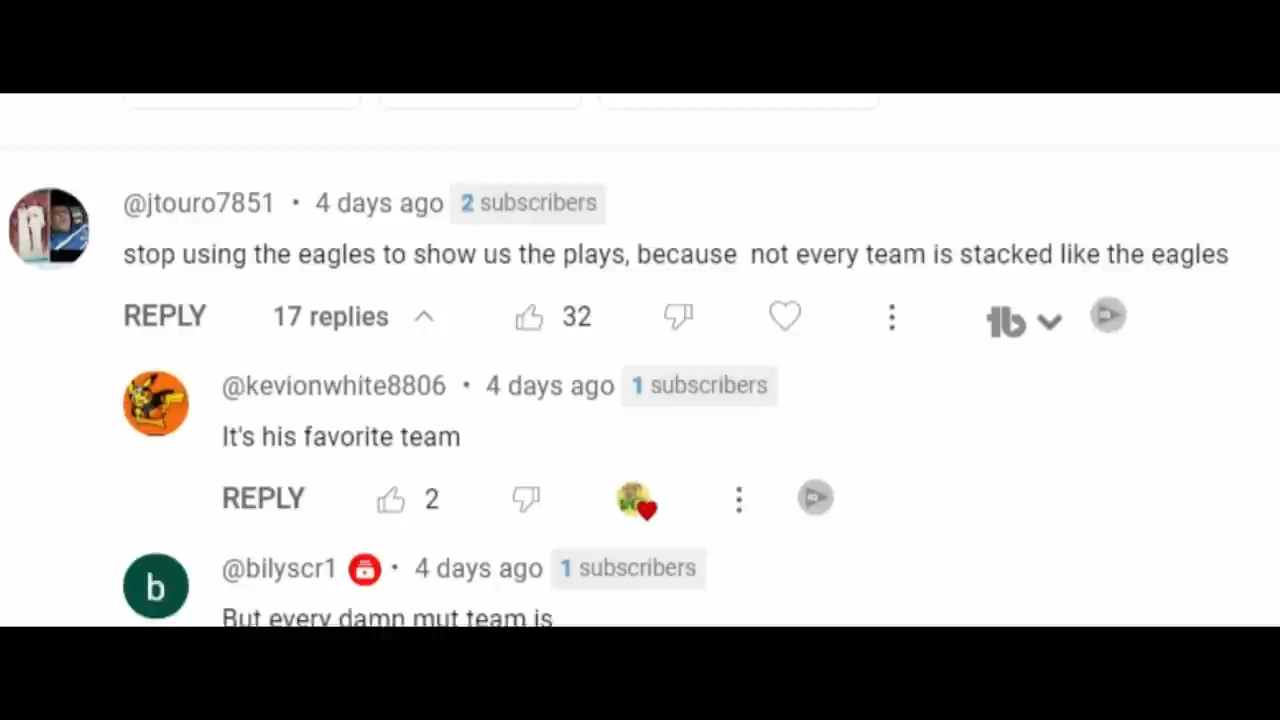 @jtouro7851 • 4 days ago 2 subscribers
stop using the eagles to show us the plays, because  not every team is stacked like the eagles
REPLY 17 replies 32
@kevionwhite8806 • 4 days ago 1 subscribers
It's his favorite team
REPLY 2
b @bilyscr1 • 4 days ago 1 subscribers
But every damn mut team is